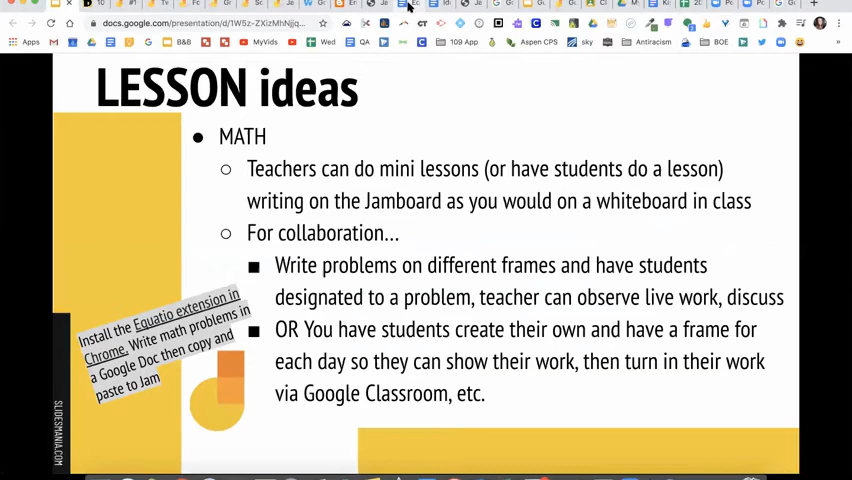 docs.google.com/presentation/d/1W5z-ZXizMhNjjq...
Apps
B&B
MyVids
QA
109 App
Aspen CPS
sky
Antiracism
LESSON ideas
MATH
Teachers can do mini lessons (or have students do a lesson)
writing on the Jamboard as you would on a whiteboard in class
For collaboration...
Write problems on different frames and have students
designated to a problem, teacher can observe live work, discuss
OR You have students create their own and have a frame for
each day so they can show their work, then turn in their work
via Google Classroom, etc.
Install the Equatio extension in
Chrome. Write math problems in
a Google Doc then copy and
paste to Jam
SLIDESMANIA.COM